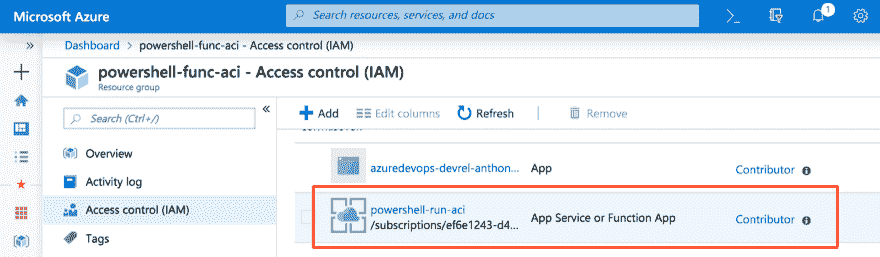 Microsoft Azure
Search resources, services, and docs
1
Dashboard > powershell-func-aci - Access control (IAM)
powershell-func-aci - Access control (IAM)
Resource group
Search (Ctrl+/)
Overview
Activity log
Access control (IAM)
Tags
Add
Edit columns
Refresh
Remove
azuredevops-devrel-anthon... App Contributor
powershell-run-aci
/subscriptions/ef6e1243-d4... App Service or Function App Contributor